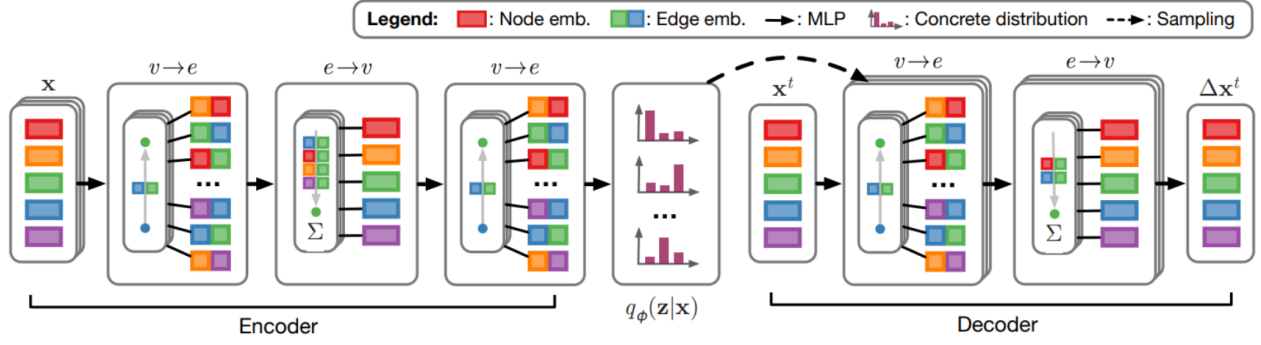 Legend: : Node emb. : Edge emb. : MLP : Concrete distribution : Sampling
x
v→e
e→v
v→e
x^t
v→e
e→v
Δx^t
...
Σ
...
...
...
Σ
q_ϕ(z|x)
Encoder
Decoder